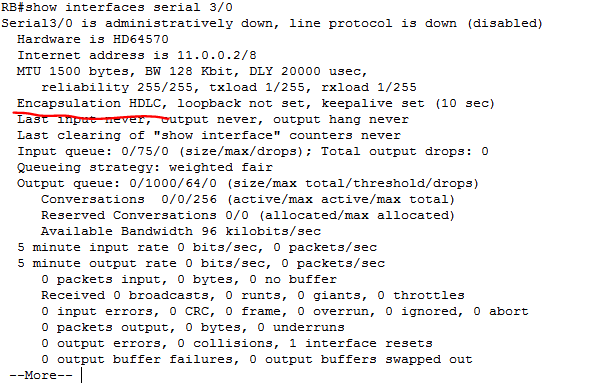 RB#show interfaces serial 3/0
Serial3/0 is administratively down, line protocol is down (disabled)
Hardware is HD64570
Internet address is 11.0.0.2/8
MTU 1500 bytes, BW 128 Kbit, DLY 20000 usec,
reliability 255/255, txload 1/255, rxload 1/255
Encapsulation HDLC, loopback not set, keepalive set (10 sec)
Last input never, output never, output hang never
Last clearing of "show interface" counters never
Input queue: 0/75/0 (size/max/drops); Total output drops: 0
Queueing strategy: weighted fair
Output queue: 0/1000/64/0 (size/max total/threshold/drops)
Conversations  0/0/256 (active/max active/max total)
Reserved Conversations 0/0 (allocated/max allocated)
Available Bandwidth 96 kilobits/sec
5 minute input rate 0 bits/sec, 0 packets/sec
5 minute output rate 0 bits/sec, 0 packets/sec
0 packets input, 0 bytes, 0 no buffer
Received 0 broadcasts, 0 runts, 0 giants, 0 throttles
0 input errors, 0 CRC, 0 frame, 0 overrun, 0 ignored, 0 abort
0 packets output, 0 bytes, 0 underruns
0 output errors, 0 collisions, 1 interface resets
0 output buffer failures, 0 output buffers swapped out
--More--